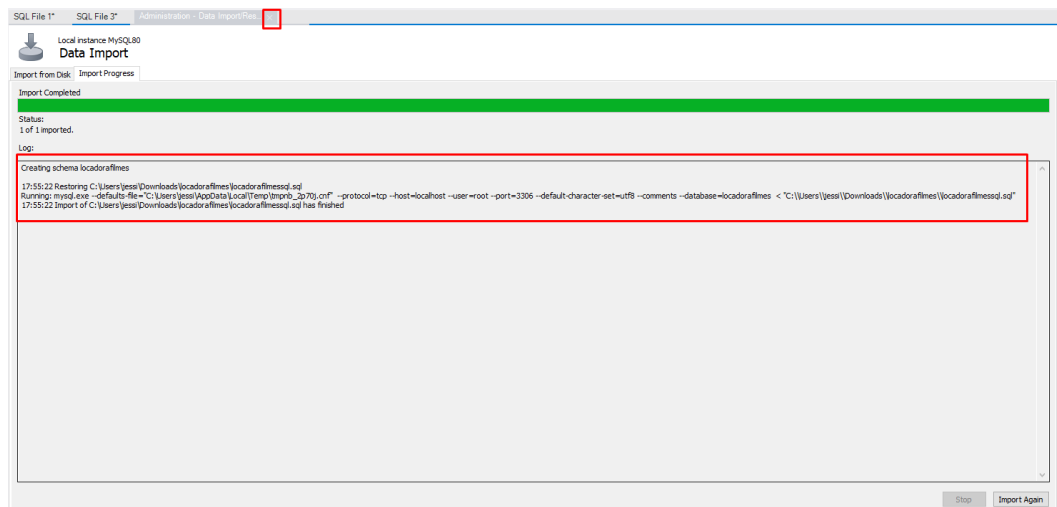 SQL File 1* SQL File 3* Administration - Data Import/Res... x
Local instance MySQL80
Data Import
Import from Disk Import Progress
Import Completed
Status:
1 of 1 imported.
Log:
Creating schema locadorafilmes
17:55:22 Restoring C:\Users\jessi\Downloads\locadorafilmes\locadorafilmessql.sql
Running: mysql.exe --defaults-file="C:\Users\jessi\AppData\Local\Temp\tmpnb_2p70j.cnf" --protocol=tcp --host=localhost --user=root --port=3306 --default-character-set=utf8 --comments --database=locadorafilmes < "C:\\Users\\jessi\\Downloads\\locadorafilmes\\locadorafilmessql.sql"
17:55:22 Import of C:\Users\jessi\Downloads\locadorafilmes\locadorafilmessql.sql has finished
Stop Import Again